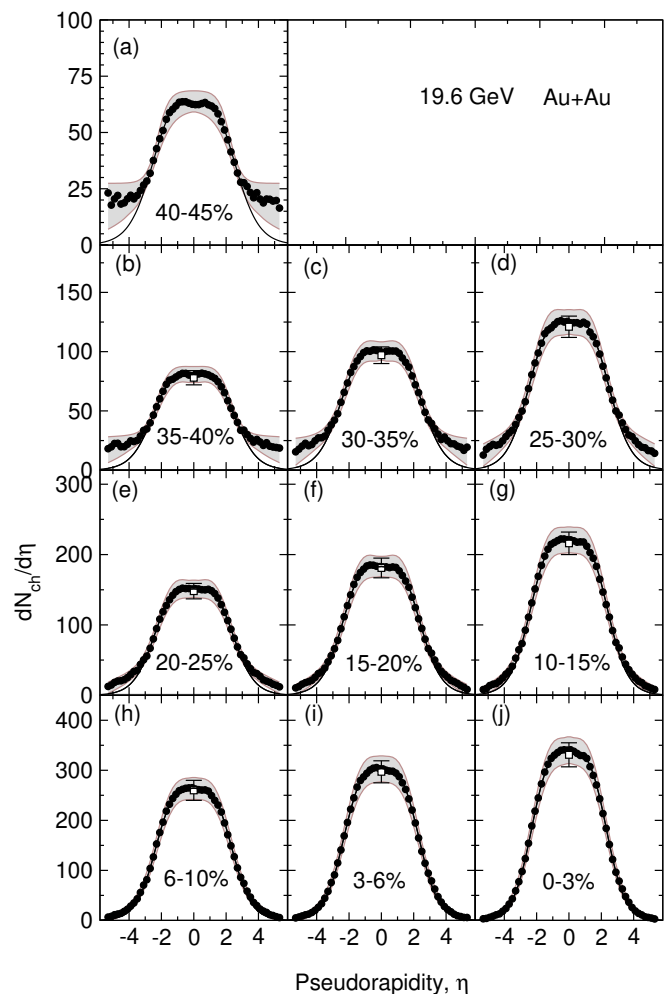 100
(a)
75
19.6 GeV Au+Au
50
25
40-45%
0
(b)
(c)
(d)
150
100
50
35-40%
30-35%
25-30%
0
300
(e)
(f)
(g)
200
dNch/dη
100
20-25%
15-20%
10-15%
0
(h)
(i)
(j)
400
300
200
100
6-10%
3-6%
0-3%
0
-4 -2 0 2 4 -4 -2 0 2 4 -4 -2 0 2 4
Pseudorapidity, η